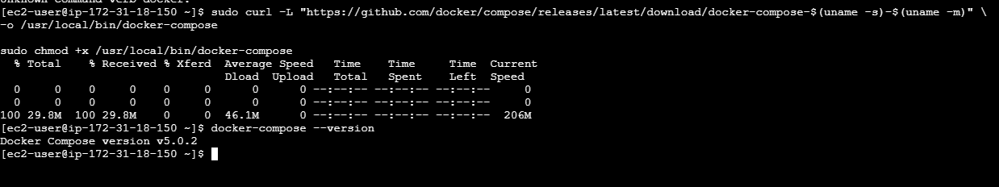 Unknown command verb docker.
[ec2-user@ip-172-31-18-150 ~]$ sudo curl -L "https://github.com/docker/compose/releases/latest/download/docker-compose-$(uname -s)-$(uname -m)" \
-o /usr/local/bin/docker-compose
sudo chmod +x /usr/local/bin/docker-compose
% Total % Received % Xferd Average Speed Time Time Time Current
Dload Upload Total Spent Left Speed
0 0 0 0 0 0 0 0 --:--:-- --:--:-- --:--:-- 0
0 0 0 0 0 0 0 0 --:--:-- --:--:-- --:--:-- 0
100 29.8M 100 29.8M 0 0 46.1M 0 --:--:-- --:--:-- --:--:-- 206M
[ec2-user@ip-172-31-18-150 ~]$ docker-compose --version
Docker Compose version v5.0.2
[ec2-user@ip-172-31-18-150 ~]$